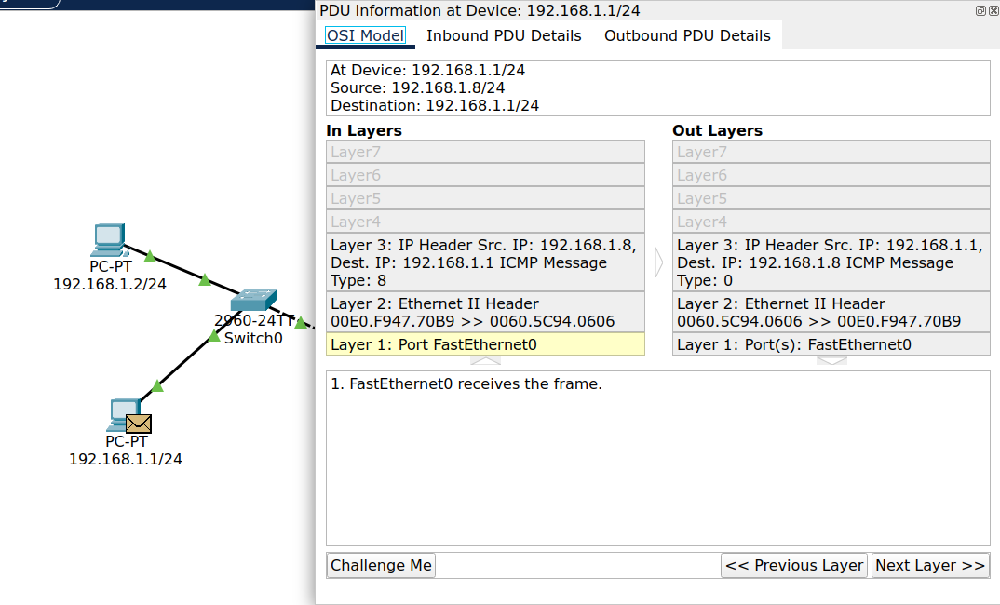 PDU Information at Device: 192.168.1.1/24
OSI Model
Inbound PDU Details
Outbound PDU Details
At Device: 192.168.1.1/24
Source: 192.168.1.8/24
Destination: 192.168.1.1/24
In Layers
Layer7
Layer6
Layer5
Layer4
Layer 3: IP Header Src. IP: 192.168.1.8,
Dest. IP: 192.168.1.1 ICMP Message
Type: 8
Layer 2: Ethernet II Header
00E0.F947.70B9 >> 0060.5C94.0606
Layer 1: Port FastEthernet0
Out Layers
Layer7
Layer6
Layer5
Layer4
Layer 3: IP Header Src. IP: 192.168.1.1,
Dest. IP: 192.168.1.8 ICMP Message
Type: 0
Layer 2: Ethernet II Header
0060.5C94.0606 >> 00E0.F947.70B9
Layer 1: Port(s): FastEthernet0
1. FastEthernet0 receives the frame.
Challenge Me
<< Previous Layer
Next Layer >>
PC-PT
192.168.1.2/24
2960-24TT
Switch0
PC-PT
192.168.1.1/24